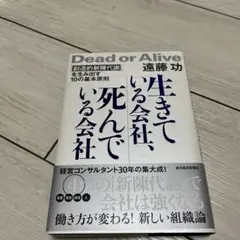 Dead or Alive
創造的新陳代謝
を生み出す
10の基本原則
遠藤 功
生きて
いる会社、
死んで
いる会社
経営コンサルタント30年の集大成!
「の新陳代謝」
会社は強くなる
働き方が変わる! 新しい組織論